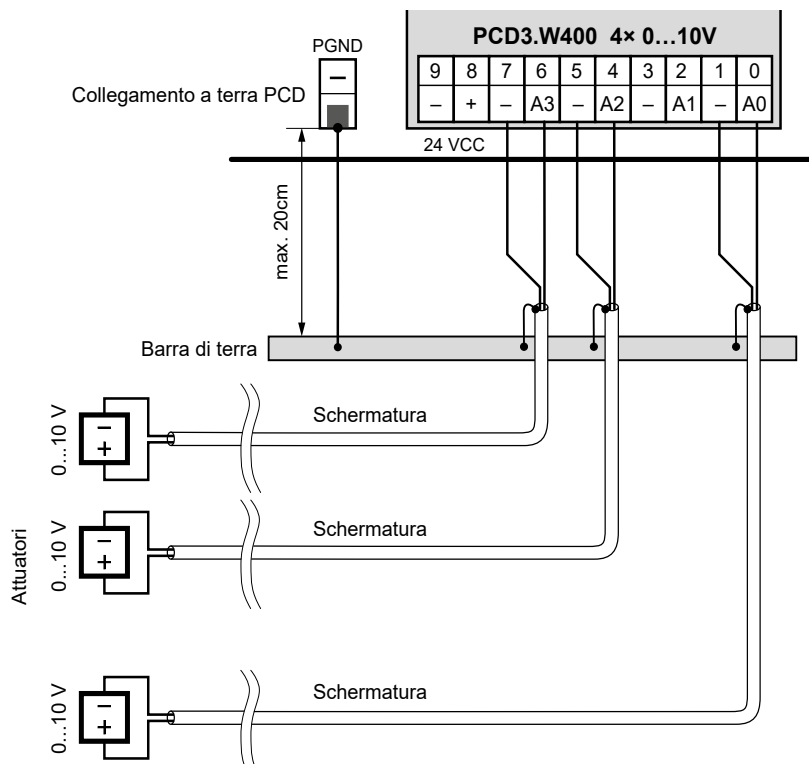 PCD3.W400 4× 0…10V
PGND
9 8 7 6 5 4 3 2 1 0
–
– + – A3 – A2 – A1 – A0
Collegamento a terra PCD
24 VCC
max. 20cm
Barra di terra
0…10 V
–
+
Schermatura
Attuatori
0…10 V
–
+
Schermatura
0…10 V
–
+
Schermatura